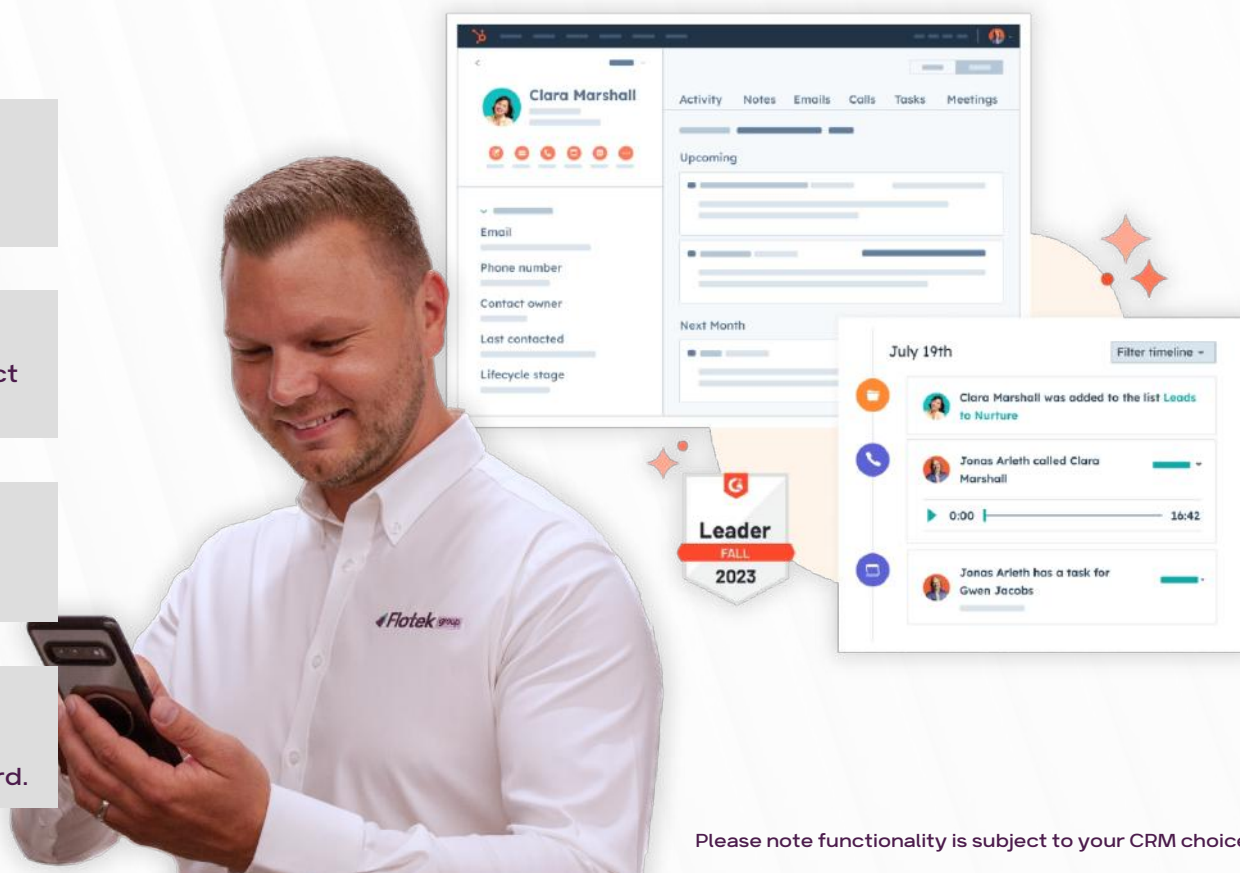 Clara Marshall
Activity Notes Emails Calls Tasks Meetings
Upcoming
Email
Phone number
Contact owner
Last contacted
Lifecycle stage
Next Month
July 19th
Filter timeline
Clara Marshall was added to the list Leads
to Nurture
Jonas Arleth called Clara
Marshall
0:00 16:42
Jonas Arleth has a task for
Gwen Jacobs
G
Leader
FALL
2023
Flotek group
ct
rd.
Please note functionality is subject to your CRM choice